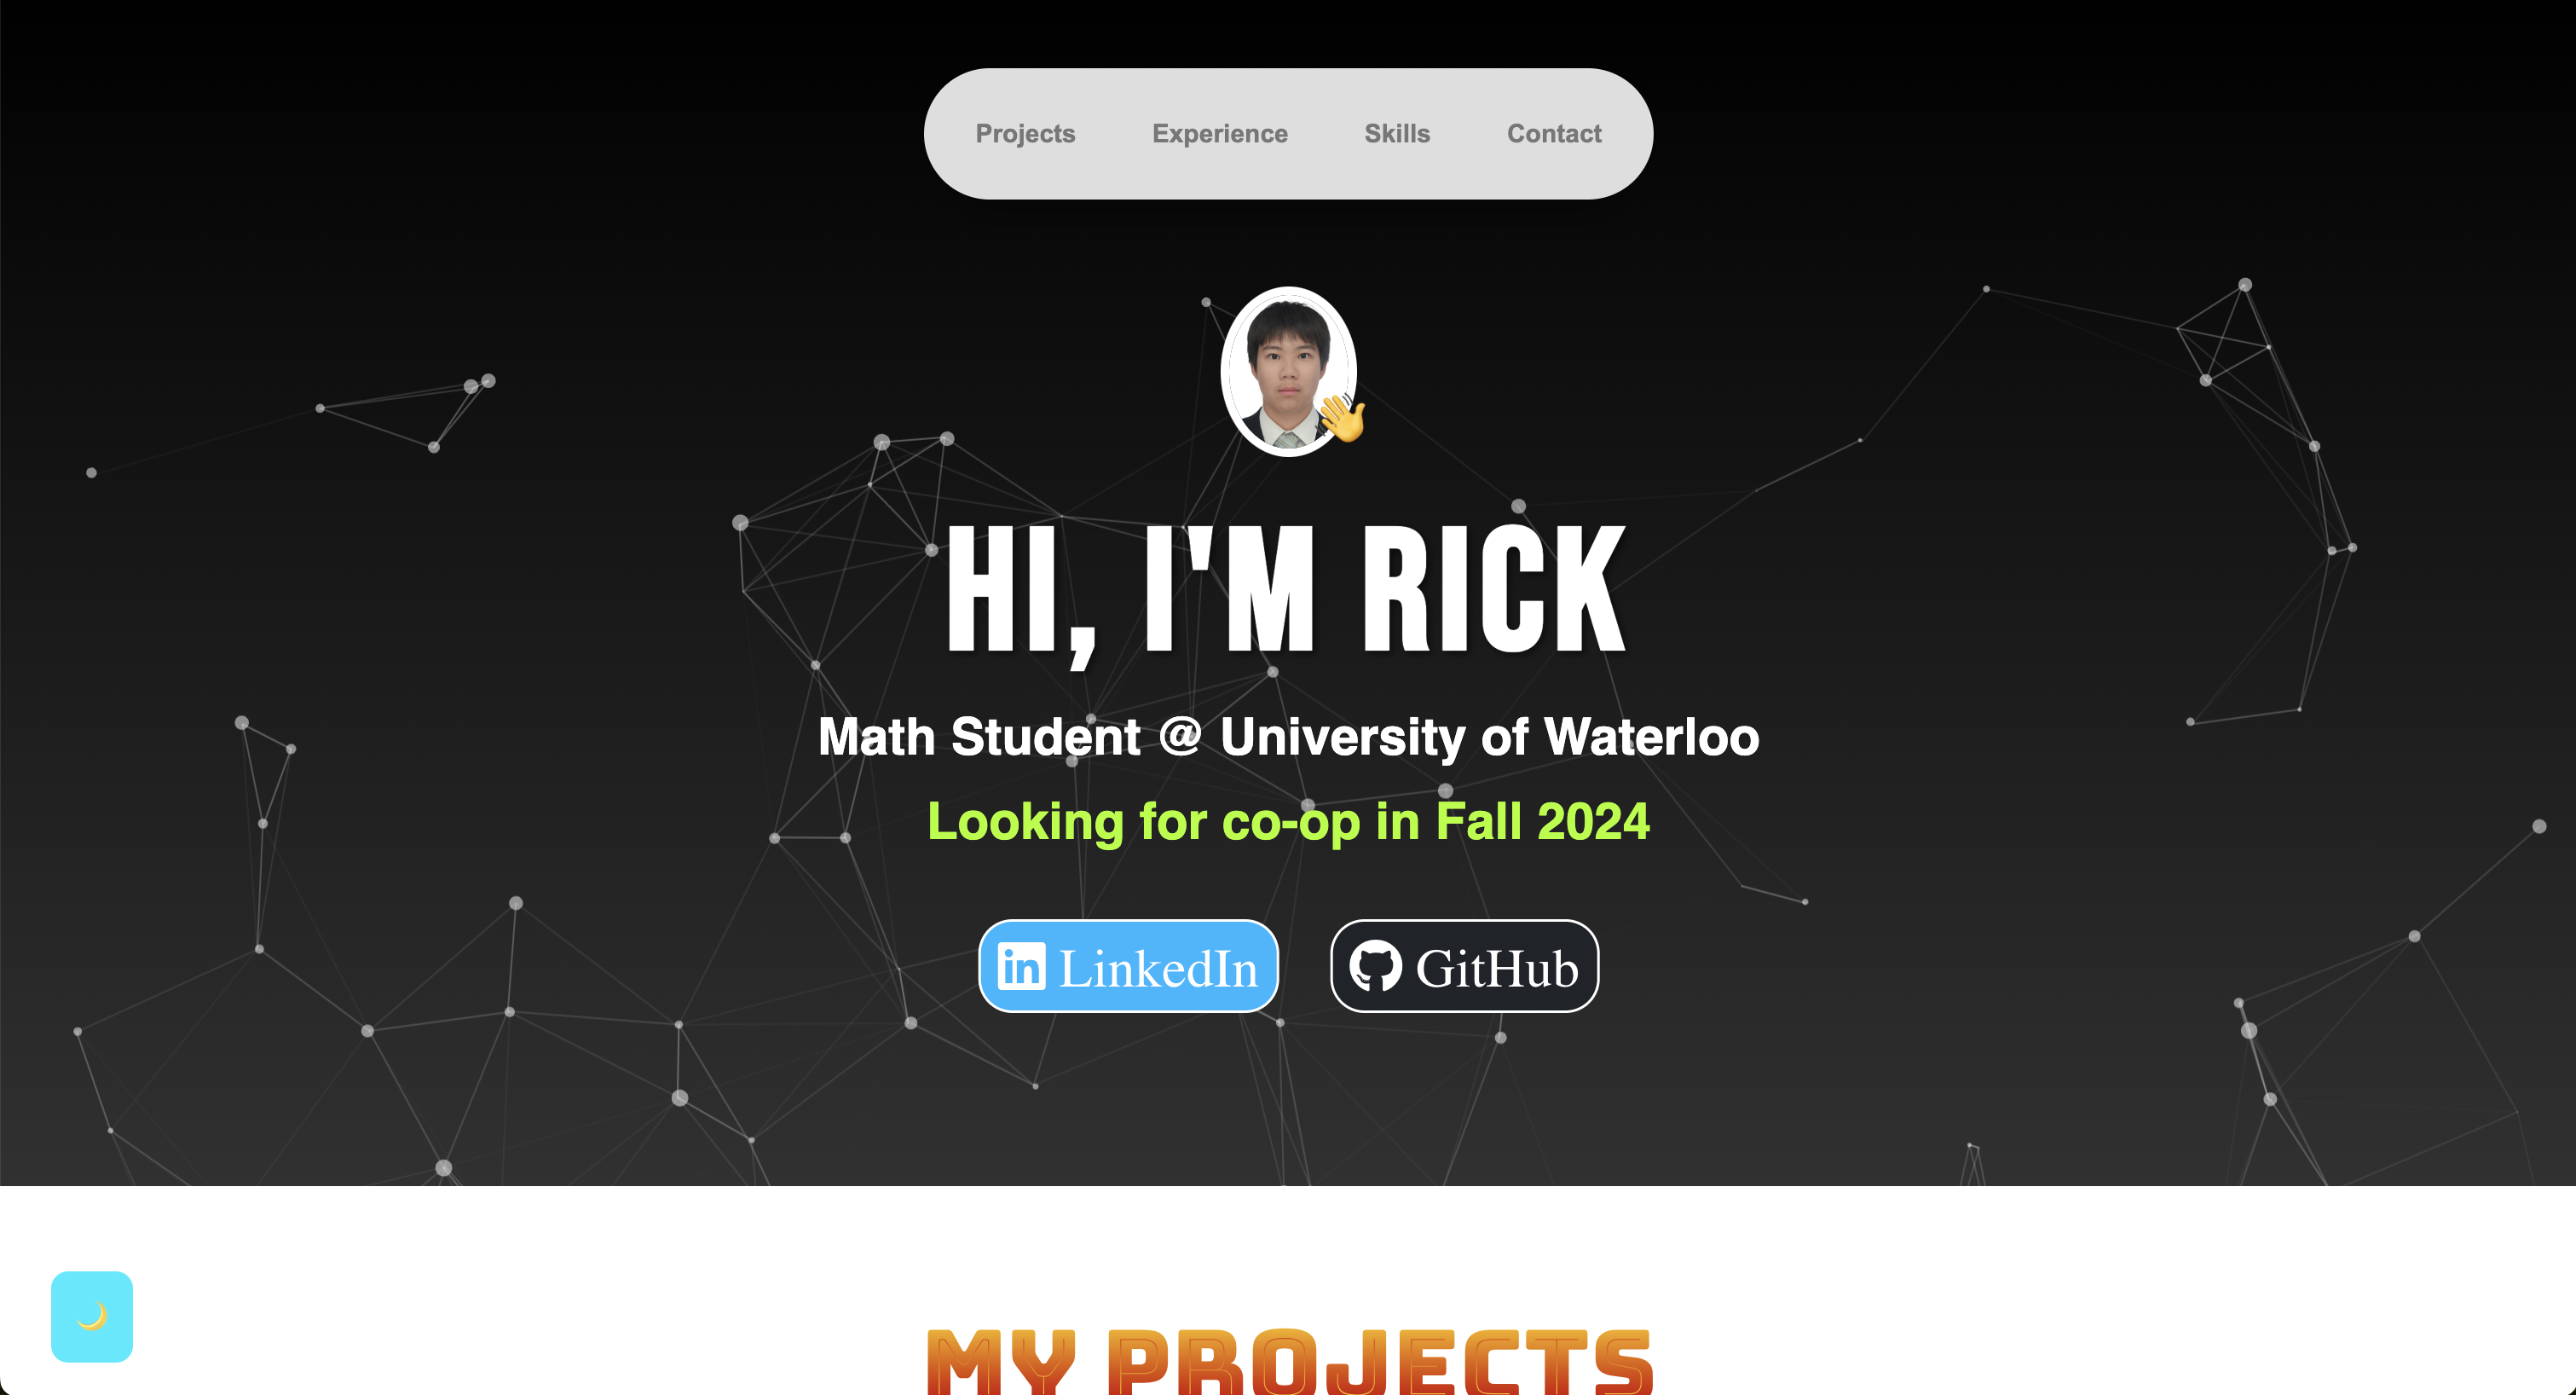 Projects Experience Skills Contact
HI, I'M RICK
Math Student @ University of Waterloo
Looking for co-op in Fall 2024
LinkedIn GitHub
MY PROJECTS